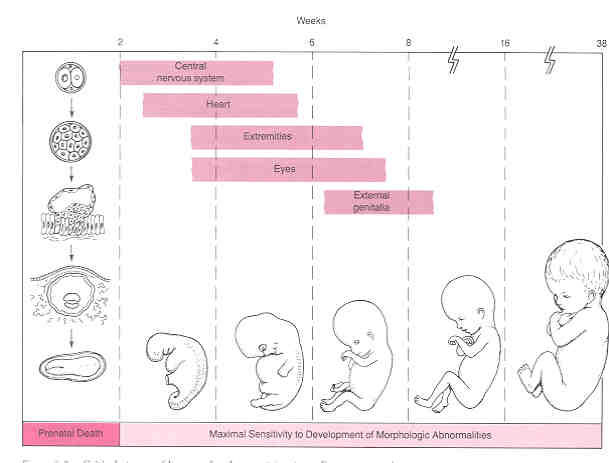 Weeks
2 4 6 8 16 38
Central
nervous system
Heart
Extremities
Eyes
External
genitalia
Prenatal Death
Maximal Sensitivity to Development of Morphologic Abnormalities